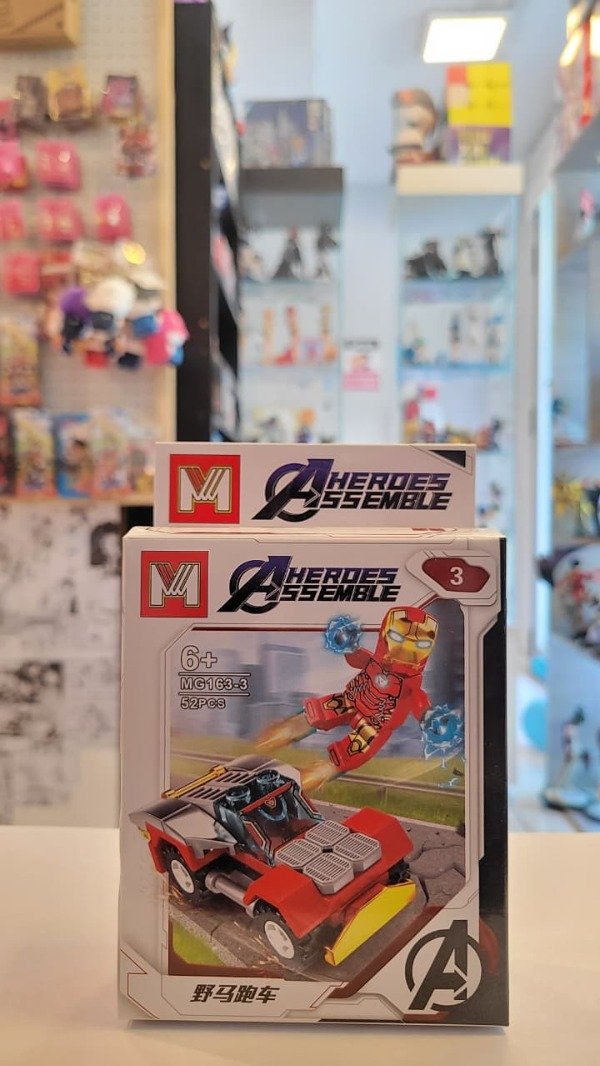 M
HEROES
ASSEMBLE
M
HEROES
ASSEMBLE
3
6+
MG163-3
52PCS
野马跑车
A